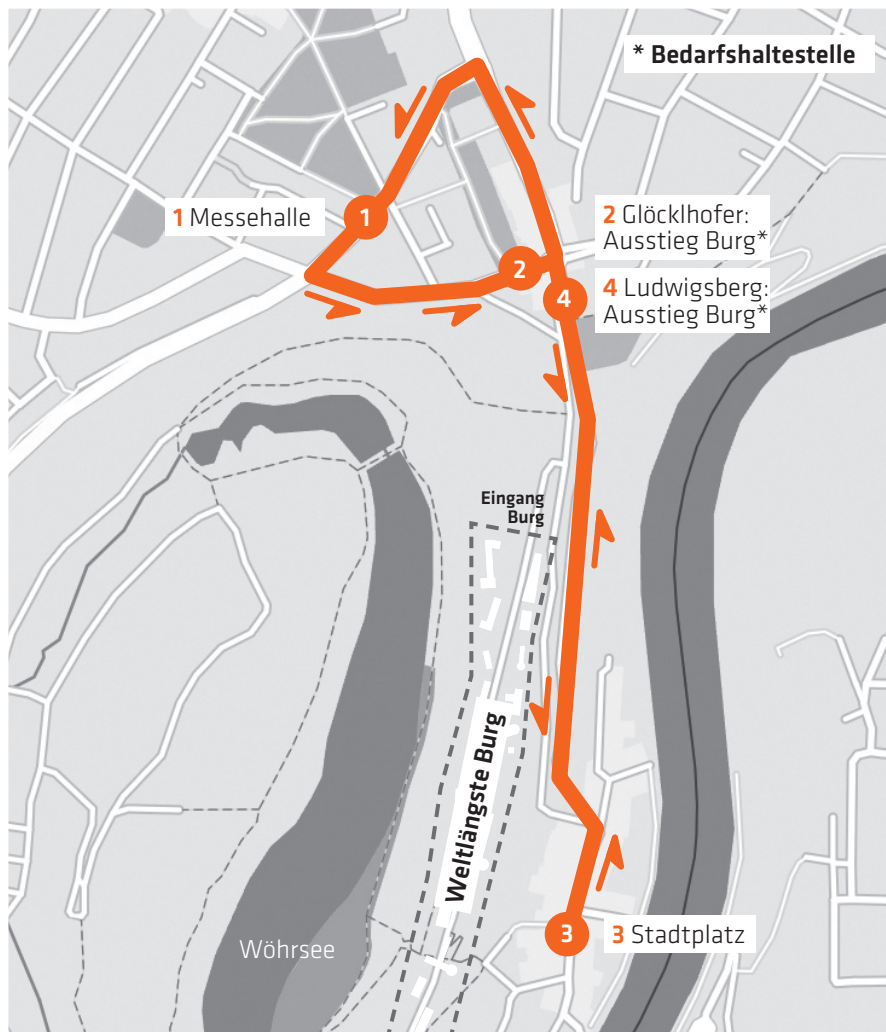 * Bedarfshaltestelle
1 Messehalle
1
2 Glöcklhofer:
Ausstieg Burg*
2
4 Ludwigsberg:
Ausstieg Burg*
4
Eingang
Burg
Weltlängste Burg
Wöhrsee
3
3 Stadtplatz